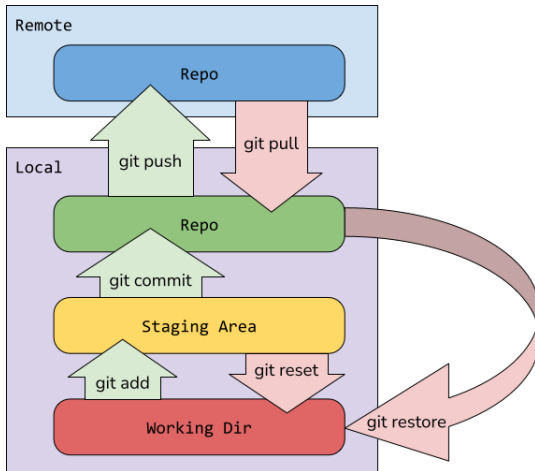 Remote
Repo
git push
git pull
Local
Repo
git commit
Staging Area
git add
git reset
Working Dir
git restore